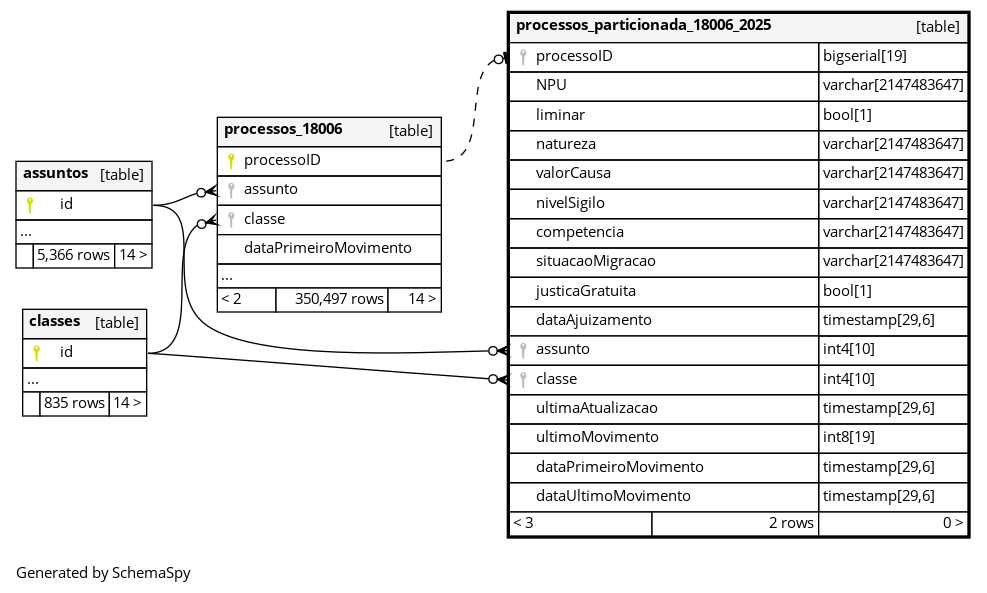 processos_particionada_18006_2025 [table]
processoID bigserial[19]
NPU varchar[2147483647]
liminar bool[1]
natureza varchar[2147483647]
valorCausa varchar[2147483647]
nivelSigilo varchar[2147483647]
competencia varchar[2147483647]
situacaoMigracao varchar[2147483647]
justicaGratuita bool[1]
dataAjuizamento timestamp[29,6]
assunto int4[10]
classe int4[10]
ultimaAtualizacao timestamp[29,6]
ultimoMovimento int8[19]
dataPrimeiroMovimento timestamp[29,6]
dataUltimoMovimento timestamp[29,6]
< 3 2 rows 0 >
processos_18006 [table]
processoID
assunto
classe
dataPrimeiroMovimento
...
< 2 350,497 rows 14 >
assuntos [table]
id
...
5,366 rows 14 >
classes [table]
id
...
835 rows 14 >
Generated by SchemaSpy